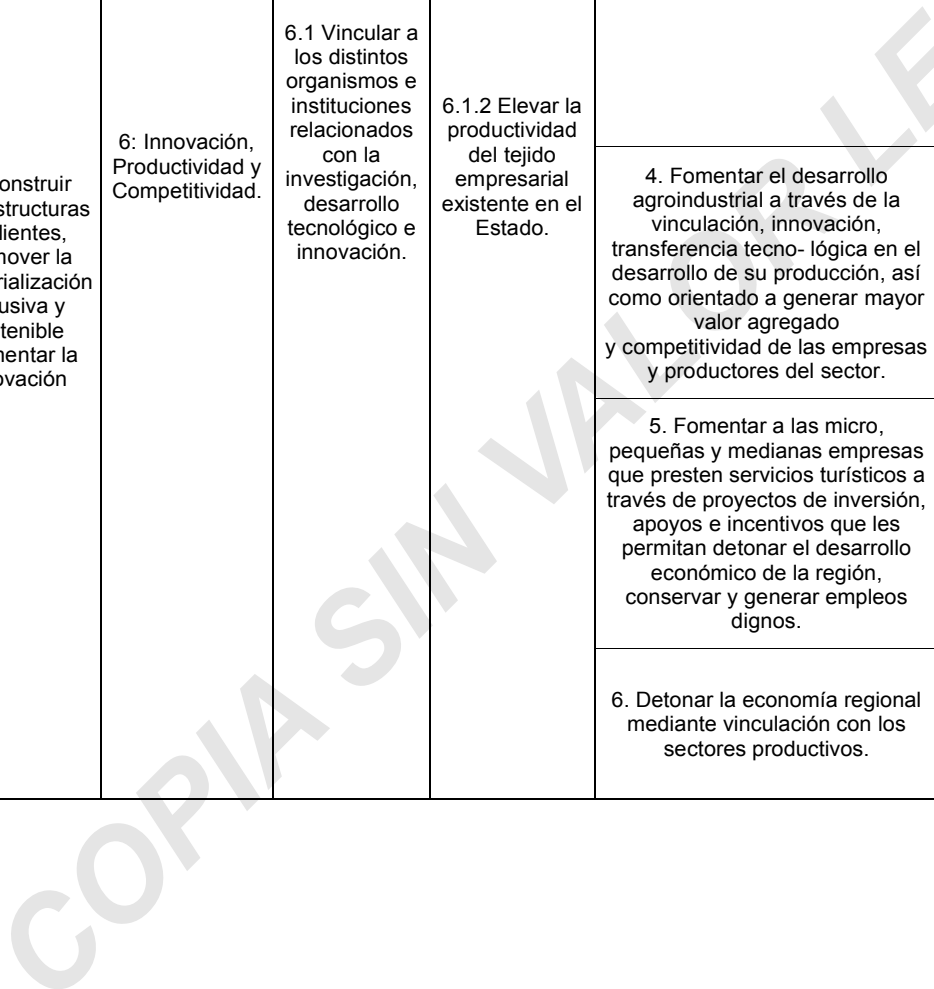 onstruir
structuras
lientes,
nover la
rialización
usiva y
tenible
nentar la
ovación
6: Innovación,
Productividad y
Competitividad.
6.1 Vincular a
los distintos
organismos e
instituciones
relacionados
con la
investigación,
desarrollo
tecnológico e
innovación.
6.1.2 Elevar la
productividad
del tejido
empresarial
existente en el
Estado.
4. Fomentar el desarrollo
agroindustrial a través de la
vinculación, innovación,
transferencia tecno- lógica en el
desarrollo de su producción, así
como orientado a generar mayor
valor agregado
y competitividad de las empresas
y productores del sector.
5. Fomentar a las micro,
pequeñas y medianas empresas
que presten servicios turísticos a
través de proyectos de inversión,
apoyos e incentivos que les
permitan detonar el desarrollo
económico de la región,
conservar y generar empleos
dignos.
6. Detonar la economía regional
mediante vinculación con los
sectores productivos.
COPIA SIN VALOR LE